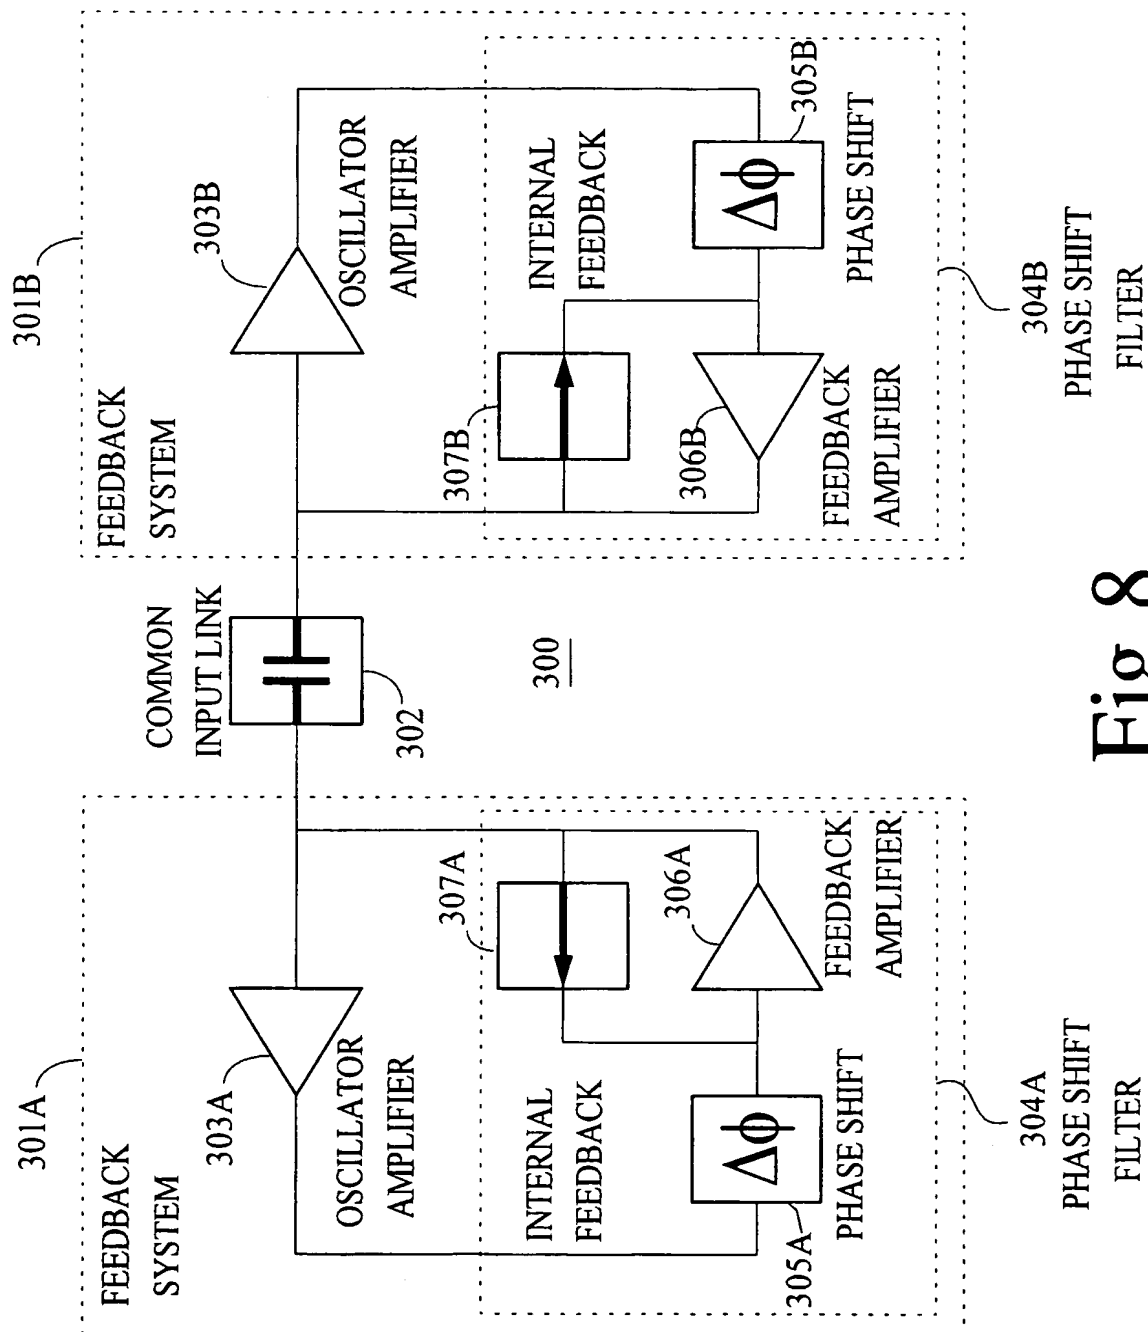 301A
FEEDBACK
SYSTEM
303A
OSCILLATOR
AMPLIFIER
307A
INTERNAL
FEEDBACK
306A
Δϕ
305A
PHASE SHIFT
FEEDBACK
AMPLIFIER
304A
PHASE SHIFT
FILTER
COMMON
INPUT LINK
302
300
301B
FEEDBACK
SYSTEM
303B
OSCILLATOR
AMPLIFIER
307B
INTERNAL
FEEDBACK
306B
Δϕ
305B
PHASE SHIFT
FEEDBACK
AMPLIFIER
304B
PHASE SHIFT
FILTER
Fig. 8